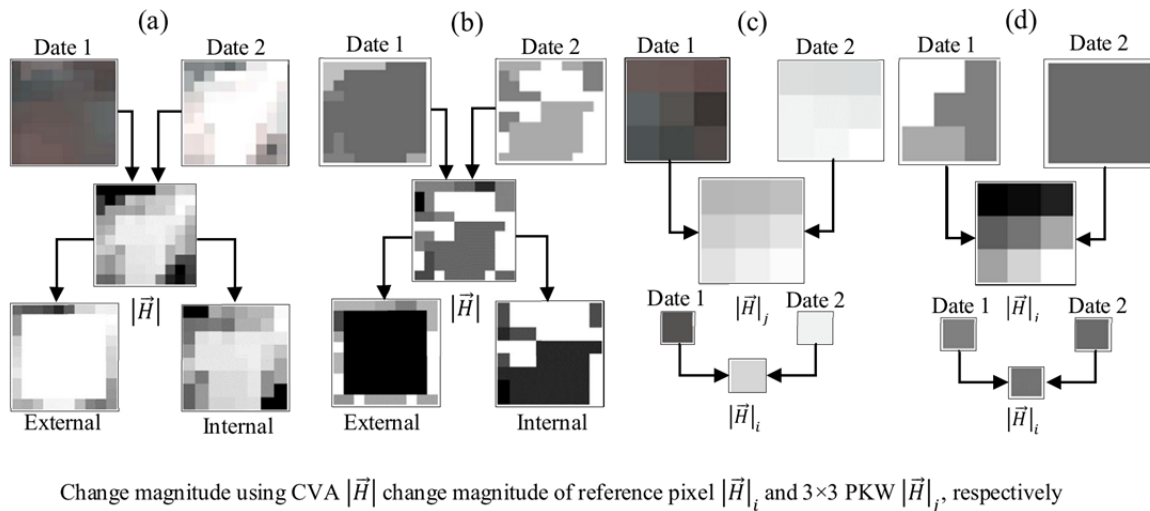 (a) (b) (c) (d)
Date 1 Date 2 Date 1 Date 2 Date 1 Date 2 Date 1 Date 2
|H⃗| |H⃗| |H⃗|j |H⃗|i
Date 1 Date 2 Date 1 Date 2
External Internal External Internal
|H⃗|i |H⃗|i
Change magnitude using CVA |H⃗| change magnitude of reference pixel |H⃗|i and 3×3 PKW |H⃗|j, respectively